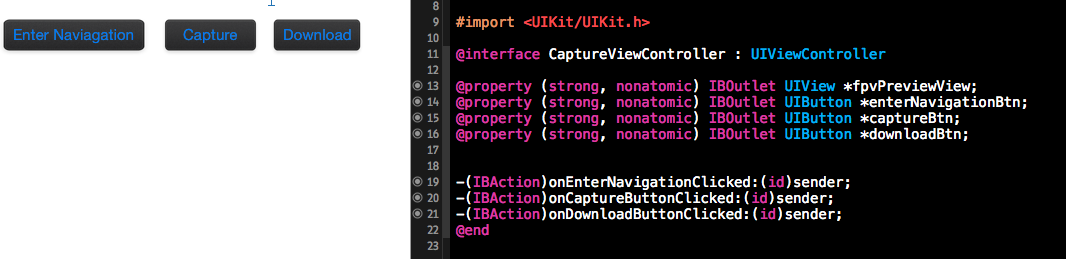 Enter Naviagation Capture Download
8
9 #import <UIKit/UIKit.h>
10
11 @interface CaptureViewController : UIViewController
12
13 @property (strong, nonatomic) IBOutlet UIView *fpvPreviewView;
14 @property (strong, nonatomic) IBOutlet UIButton *enterNavigationBtn;
15 @property (strong, nonatomic) IBOutlet UIButton *captureBtn;
16 @property (strong, nonatomic) IBOutlet UIButton *downloadBtn;
17
18
19 -(IBAction)onEnterNavigationClicked:(id)sender;
20 -(IBAction)onCaptureButtonClicked:(id)sender;
21 -(IBAction)onDownloadButtonClicked:(id)sender;
22 @end
23